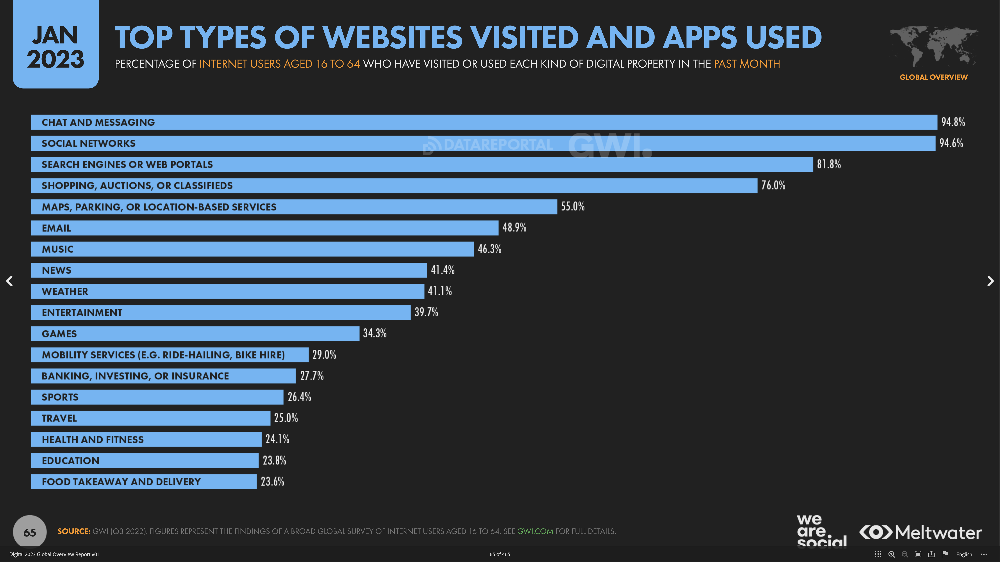 JAN
2023
TOP TYPES OF WEBSITES VISITED AND APPS USED
PERCENTAGE OF INTERNET USERS AGED 16 TO 64 WHO HAVE VISITED OR USED EACH KIND OF DIGITAL PROPERTY IN THE PAST MONTH
GLOBAL OVERVIEW
CHAT AND MESSAGING 94.8%
SOCIAL NETWORKS 94.6%
DATAREPORTAL GWI.
SEARCH ENGINES OR WEB PORTALS 81.8%
SHOPPING, AUCTIONS, OR CLASSIFIEDS 76.0%
MAPS, PARKING, OR LOCATION-BASED SERVICES 55.0%
EMAIL 48.9%
MUSIC 46.3%
NEWS 41.4%
WEATHER 41.1%
ENTERTAINMENT 39.7%
GAMES 34.3%
MOBILITY SERVICES (E.G. RIDE-HAILING, BIKE HIRE) 29.0%
BANKING, INVESTING, OR INSURANCE 27.7%
SPORTS 26.4%
TRAVEL 25.0%
HEALTH AND FITNESS 24.1%
EDUCATION 23.8%
FOOD TAKEAWAY AND DELIVERY 23.6%
65
SOURCE: GWI (Q3 2022). FIGURES REPRESENT THE FINDINGS OF A BROAD GLOBAL SURVEY OF INTERNET USERS AGED 16 TO 64. SEE GWI.COM FOR FULL DETAILS.
we
are.
social
Meltwater
Digital 2023 Global Overview Report v01
65 of 465
English